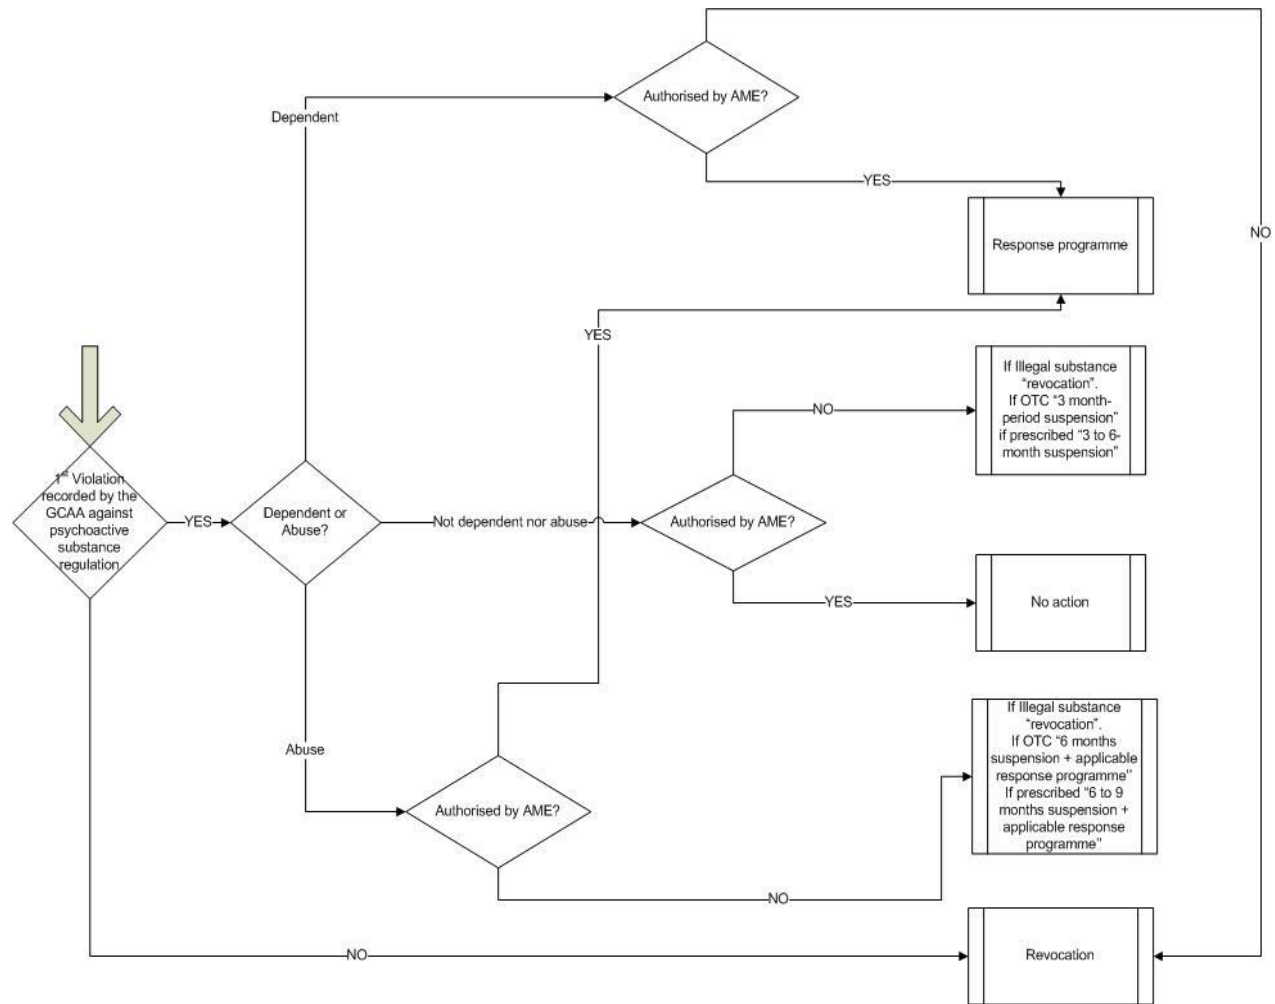 Authorised by AME?
Dependent
YES
Response programme
NO
YES
If Illegal substance
"revocation".
If OTC "3 month-
period suspension"
if prescribed "3 to 6-
month suspension"
NO
1st Violation
recorded by the
GCAA against
psychoactive
substance
regulation
YES
Dependent or
Abuse?
Not dependent nor abuse
Authorised by AME?
YES
No action
If Illegal substance
"revocation".
If OTC "6 months
suspension + applicable
response programme"
If prescribed "6 to 9
months suspension +
applicable response
programme"
Abuse
Authorised by AME?
NO
NO
Revocation